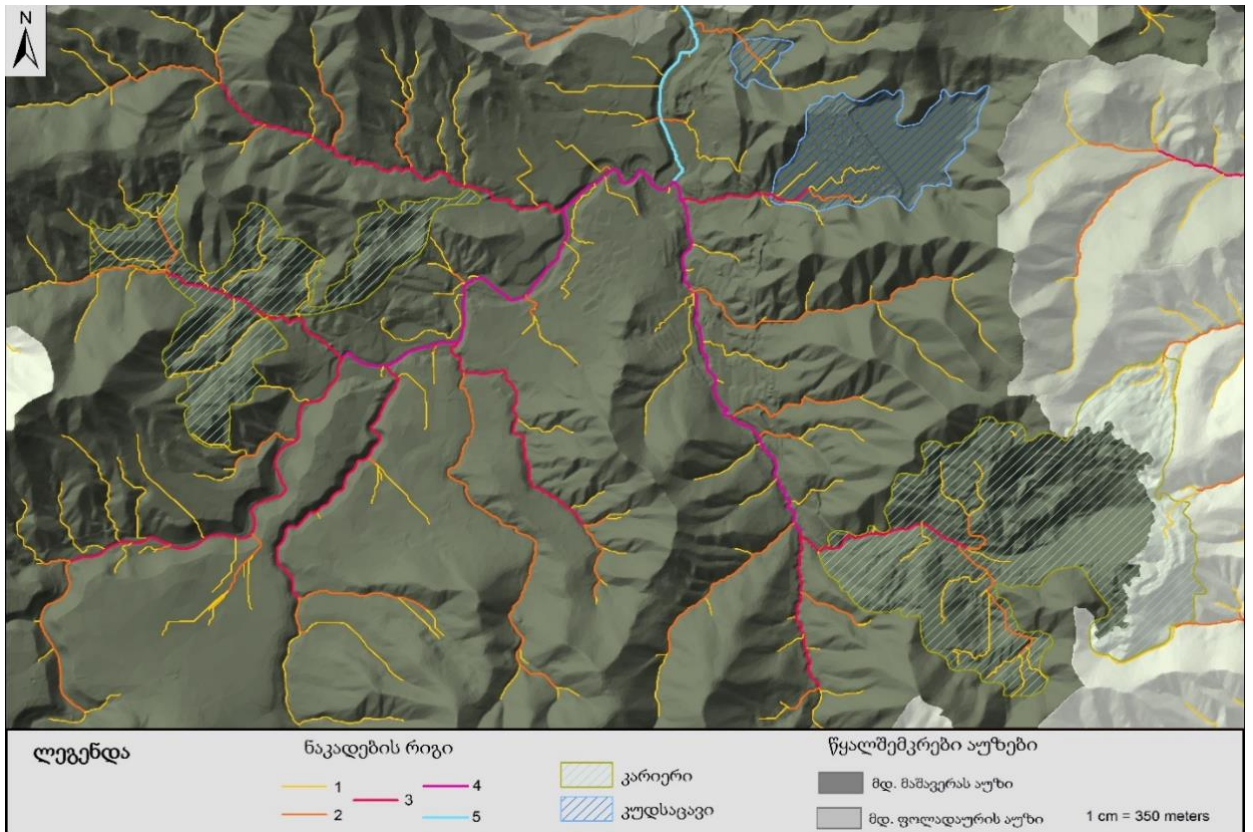 N
ლეგენდა
ნაკადების რიგი
1
2
3
4
5
კარიერი
კუდსაცავი
წყალშემკრები აუზები
მდ. მაშავერას აუზი
მდ. ფოლადაურის აუზი
1 cm = 350 meters